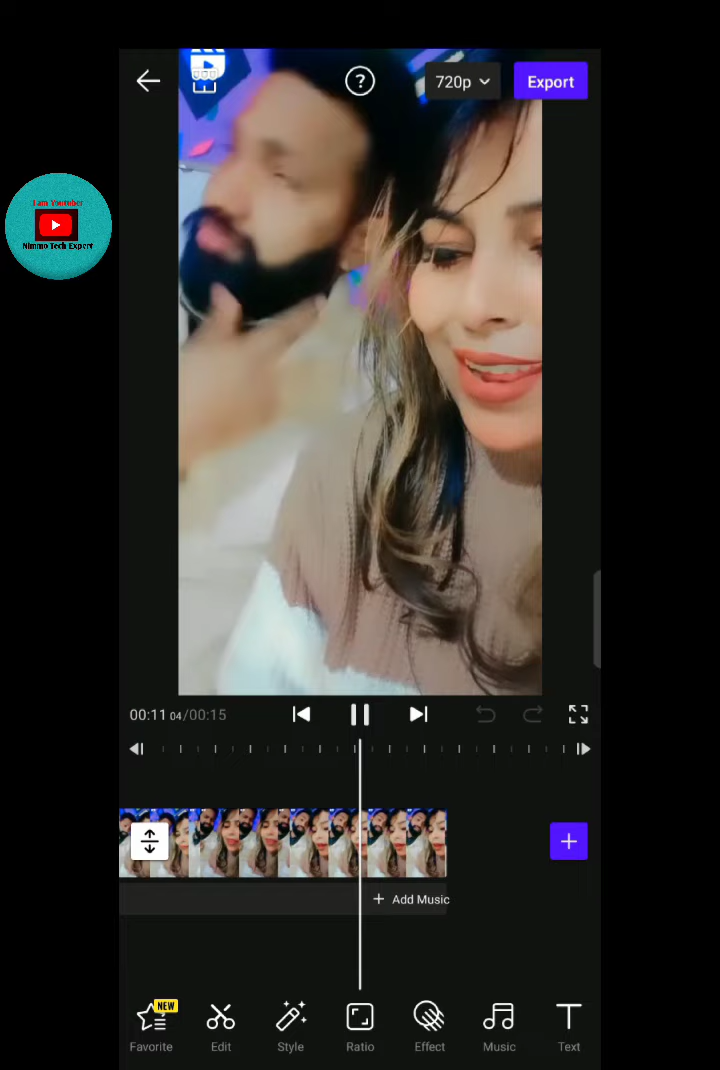 ?
720p
Export
I am Youtuber
Nimmo Tech Expert
00:11 04/00:15
+ Add Music
+
NEW
Favorite
Edit
Style
Ratio
Effect
Music
Text